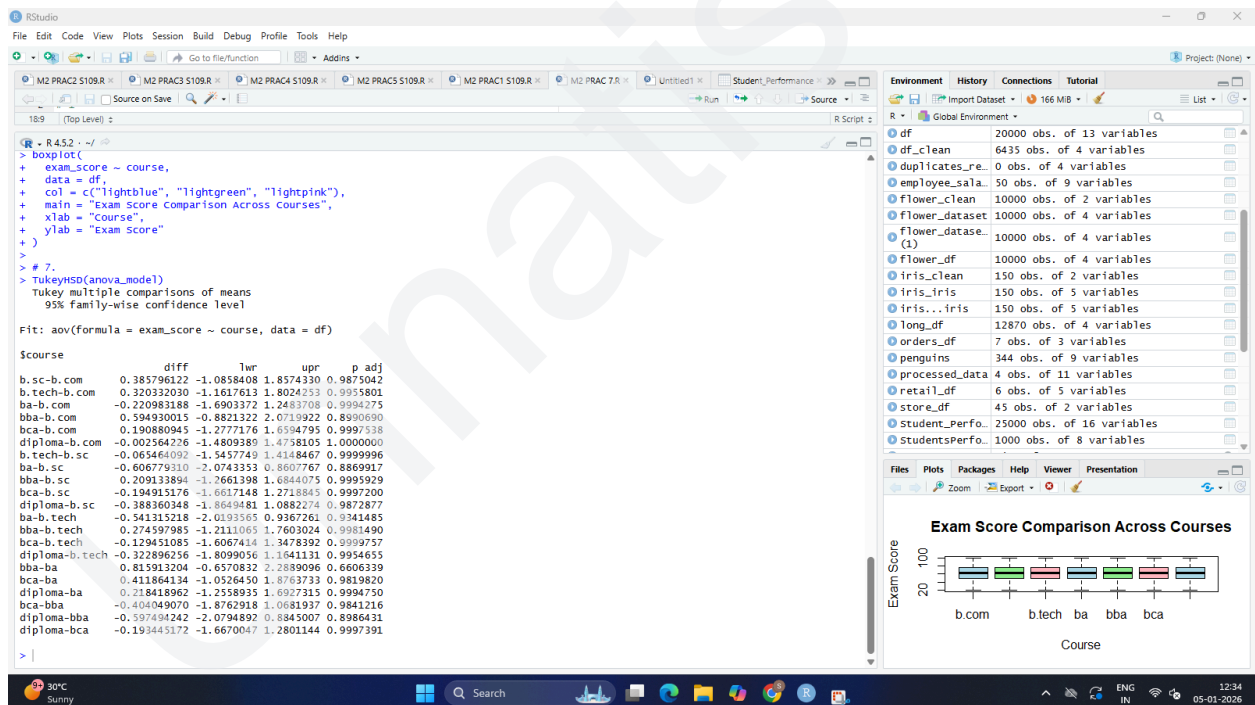 RStudio
File Edit Code View Plots Session Build Debug Profile Tools Help
Go to file/function Addins Project: (None)
M2 PRAC2 S109.R M2 PRAC3 S109.R M2 PRAC4 S109.R M2 PRAC5 S109.R M2 PRAC1 S109.R M2 PRAC 7.R Untitled1 Student_Performance
Source on Save Run Source
18:9 (Top Level) R Script
R 4.5.2 · ~/
> boxplot(
+ exam_score ~ course,
+ data = df,
+ col = c("lightblue", "lightgreen", "lightpink"),
+ main = "Exam Score Comparison Across Courses",
+ xlab = "Course",
+ ylab = "Exam Score"
+ )
>
> # 7.
> TukeyHSD(anova_model)
Tukey multiple comparisons of means
95% family-wise confidence level
Fit: aov(formula = exam_score ~ course, data = df)
$course
diff lwr upr p adj
b.sc-b.com 0.385796122 -1.0858408 1.8574330 0.9875042
b.tech-b.com 0.320332030 -1.1617613 1.8024253 0.9955801
ba-b.com -0.220983188 -1.6903372 1.2483708 0.9994275
bba-b.com 0.594930015 -0.8821322 2.0719922 0.8990690
bca-b.com 0.190880945 -1.2777176 1.6594795 0.9997538
diploma-b.com -0.002564226 -1.4809389 1.4758105 1.0000000
b.tech-b.sc -0.065464092 -1.5457749 1.4148467 0.9999996
ba-b.sc -0.606779310 -2.0743353 0.8607767 0.8869917
bba-b.sc 0.209133894 -1.2661398 1.6844075 0.9995929
bca-b.sc -0.194915176 -1.6617148 1.2718845 0.9997200
diploma-b.sc -0.388360348 -1.8649481 1.0882274 0.9872877
ba-b.tech -0.541315218 -2.0193565 0.9367261 0.9341485
bba-b.tech 0.274597985 -1.2111065 1.7603024 0.9981490
bca-b.tech -0.129451085 -1.6067414 1.3478392 0.9999757
diploma-b.tech -0.322896256 -1.8099056 1.1641131 0.9954655
bba-ba 0.815913204 -0.6570832 2.2889096 0.6606339
bca-ba 0.411864134 -1.0526450 1.8763733 0.9819820
diploma-ba 0.218418962 -1.2558935 1.6927315 0.9994750
bca-bba -0.404049070 -1.8762918 1.0681937 0.9841216
diploma-bba -0.597494242 -2.0794892 0.8845007 0.8986431
diploma-bca -0.193445172 -1.6670047 1.2801144 0.9997391
>
Environment History Connections Tutorial
Import Dataset 166 MiB List
R Global Environment
df 20000 obs. of 13 variables
df_clean 6435 obs. of 4 variables
duplicates_re… 0 obs. of 4 variables
employee_sala… 50 obs. of 9 variables
flower_clean 10000 obs. of 2 variables
flower_dataset 10000 obs. of 4 variables
flower_datase… (1) 10000 obs. of 4 variables
flower_df 10000 obs. of 4 variables
iris_clean 150 obs. of 2 variables
iris_iris 150 obs. of 5 variables
iris...iris 150 obs. of 5 variables
long_df 12870 obs. of 4 variables
orders_df 7 obs. of 3 variables
penguins 344 obs. of 9 variables
processed_data 4 obs. of 11 variables
retail_df 6 obs. of 5 variables
store_df 45 obs. of 2 variables
Student_Perfo… 25000 obs. of 16 variables
StudentsPerfo… 1000 obs. of 8 variables
Files Plots Packages Help Viewer Presentation
Zoom Export
Exam Score Comparison Across Courses
Exam Score
100
20
b.com b.tech ba bba bca
Course
9+ 30°C
Sunny
Search
ENG
IN
12:34
05-01-2026